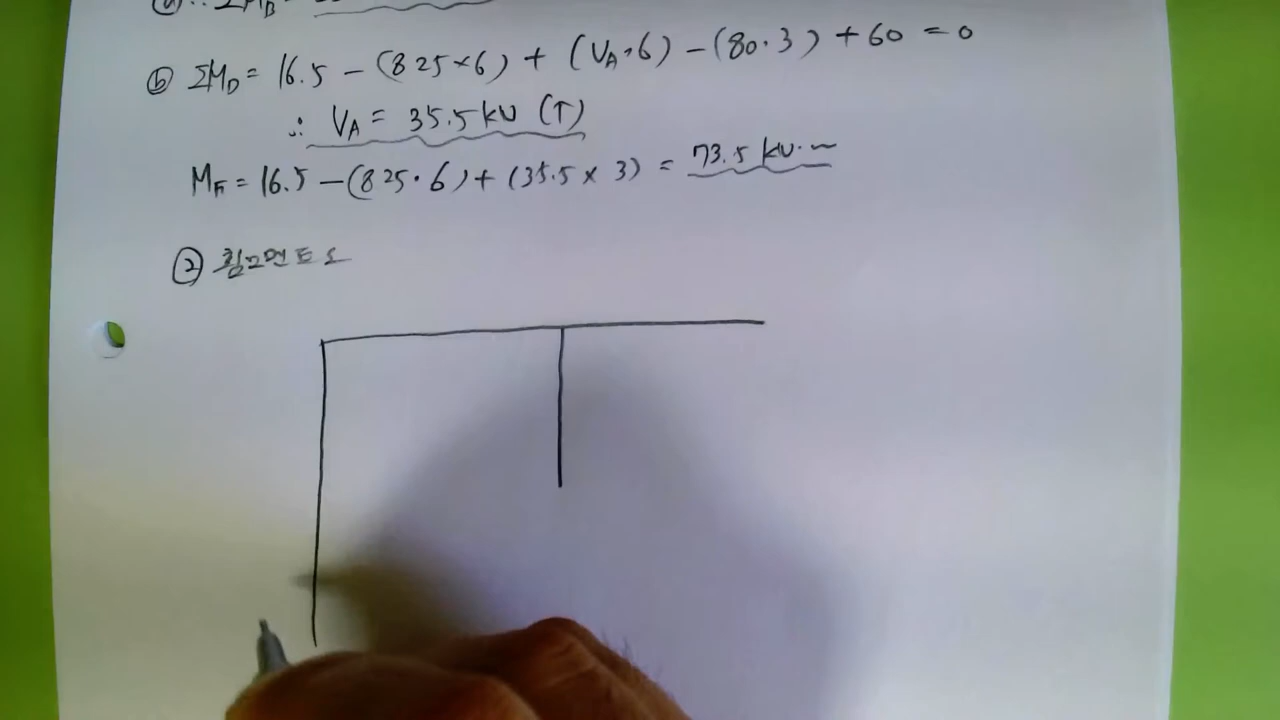 ⓐ ∴ ΣM_B =
ⓑ ΣM_D = 16.5 - (8.25×6) + (V_A·6) - (80·3) + 60 = 0
∴ V_A = 35.5 kN (↑)
M_F = 16.5 - (8.25·6) + (35.5 × 3) = 73.5 kN·m
② 휨모멘트도